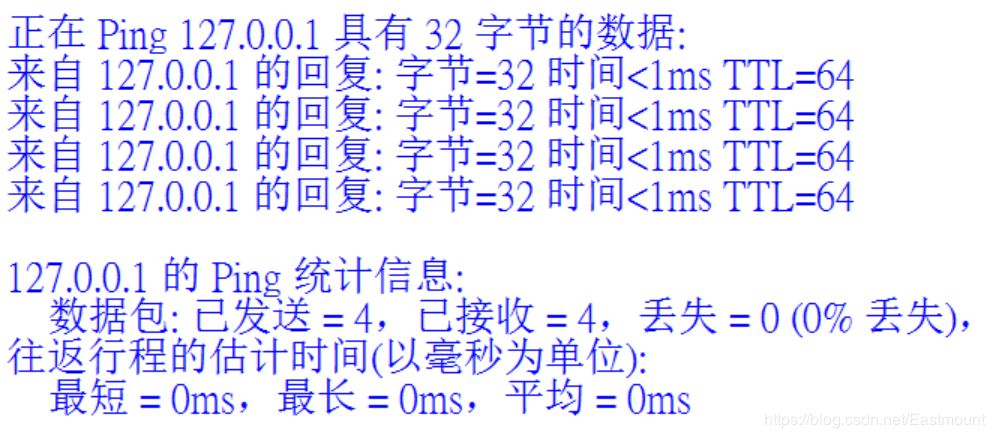 正在 Ping 127.0.0.1 具有 32 字节的数据:
来自 127.0.0.1 的回复: 字节=32 时间<1ms TTL=64
来自 127.0.0.1 的回复: 字节=32 时间<1ms TTL=64
来自 127.0.0.1 的回复: 字节=32 时间<1ms TTL=64
来自 127.0.0.1 的回复: 字节=32 时间<1ms TTL=64
127.0.0.1 的 Ping 统计信息:
数据包: 已发送 = 4，已接收 = 4，丢失 = 0 (0% 丢失)，
往返行程的估计时间(以毫秒为单位):
最短 = 0ms，最长 = 0ms，平均 = 0ms
https://blog.csdn.net/Eastmount